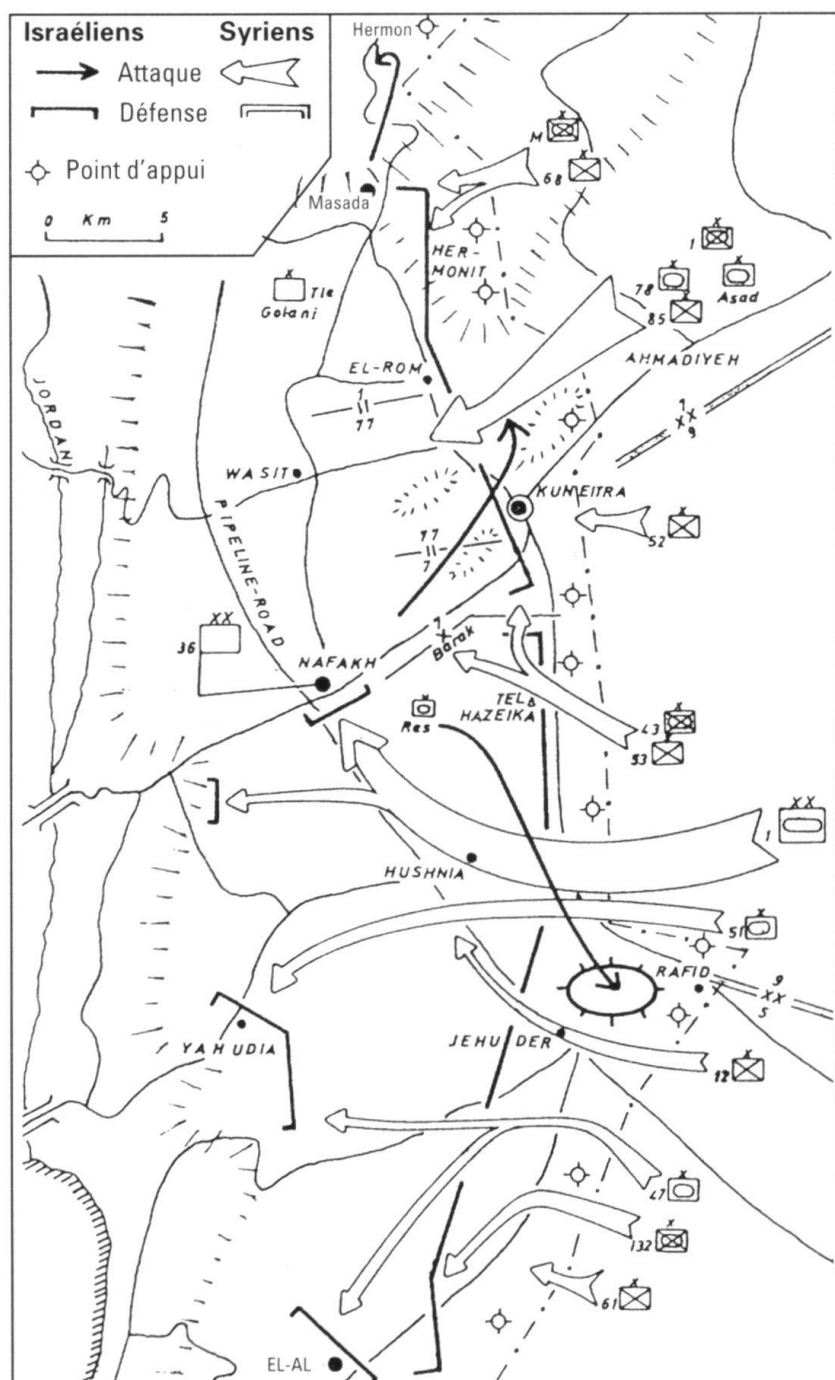 Israéliens Syriens
Attaque
Défense
Point d'appui
0 Km 5
Hermon
Masada
M
68
HER-
MONIT
1
78
Asad
85
x
Tle
Golani
AHMADIYEH
EL-ROM
1
77
7
XX
9
JORDAN
WASIT
KUNEITRA
PIPELINE-ROAD
77
7
52
XX
36
7
x
Barak
NAFAKH
Res
TEL
HAZEIKA
43
53
XX
1
HUSHNIA
51
RAFID
9
XX
5
YAHUDIA
JEHUDER
12
47
132
61
EL-AL